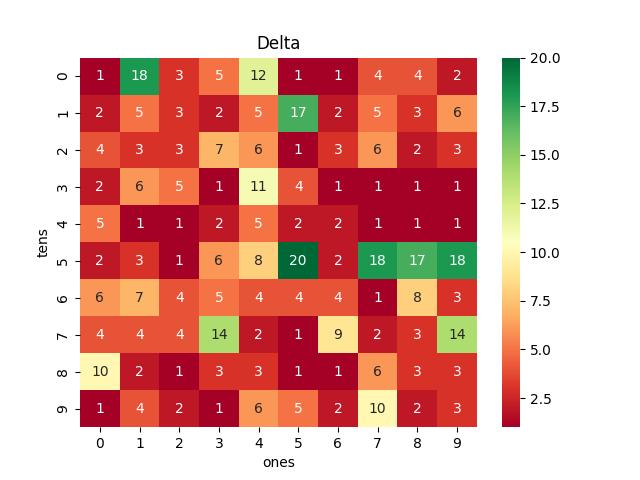 Delta
0 1 18 3 5 12 1 1 4 4 2
1 2 5 3 2 5 17 2 5 3 6
2 4 3 3 7 6 1 3 6 2 3
3 2 6 5 1 11 4 1 1 1 1
4 5 1 1 2 5 2 2 1 1 1
5 2 3 1 6 8 20 2 18 17 18
6 6 7 4 5 4 4 4 1 8 3
7 4 4 4 14 2 1 9 2 3 14
8 10 2 1 3 3 1 1 6 3 3
9 1 4 2 1 6 5 2 10 2 3
0 1 2 3 4 5 6 7 8 9
ones
tens
20.0
17.5
15.0
12.5
10.0
7.5
5.0
2.5